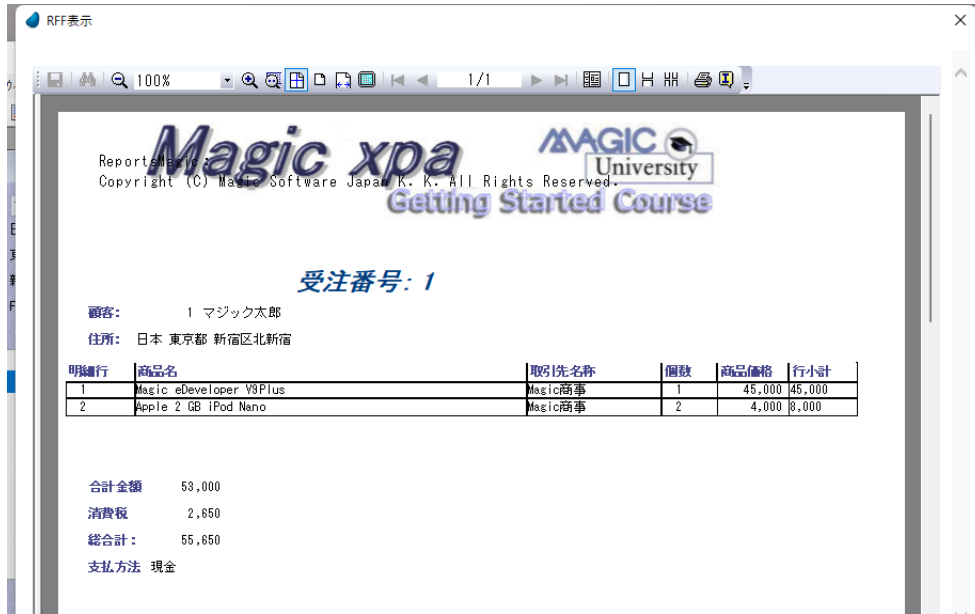 RFF表示
100%
1/1
Magic xpa
MAGIC
University
ReportsMagic:
Copyright (C) Magic Software Japan K. K. All Rights Reserved.
Getting Started Course
受注番号: 1
顧客: 1 マジック太郎
住所: 日本 東京都 新宿区北新宿
明細行 商品名 取引先名称 個数 商品価格 行小計
1 Magic eDeveloper V9Plus Magic商事 1 45,000 45,000
2 Apple 2 GB iPod Nano Magic商事 2 4,000 8,000
合計金額 53,000
消費税 2,650
総合計: 55,650
支払方法 現金